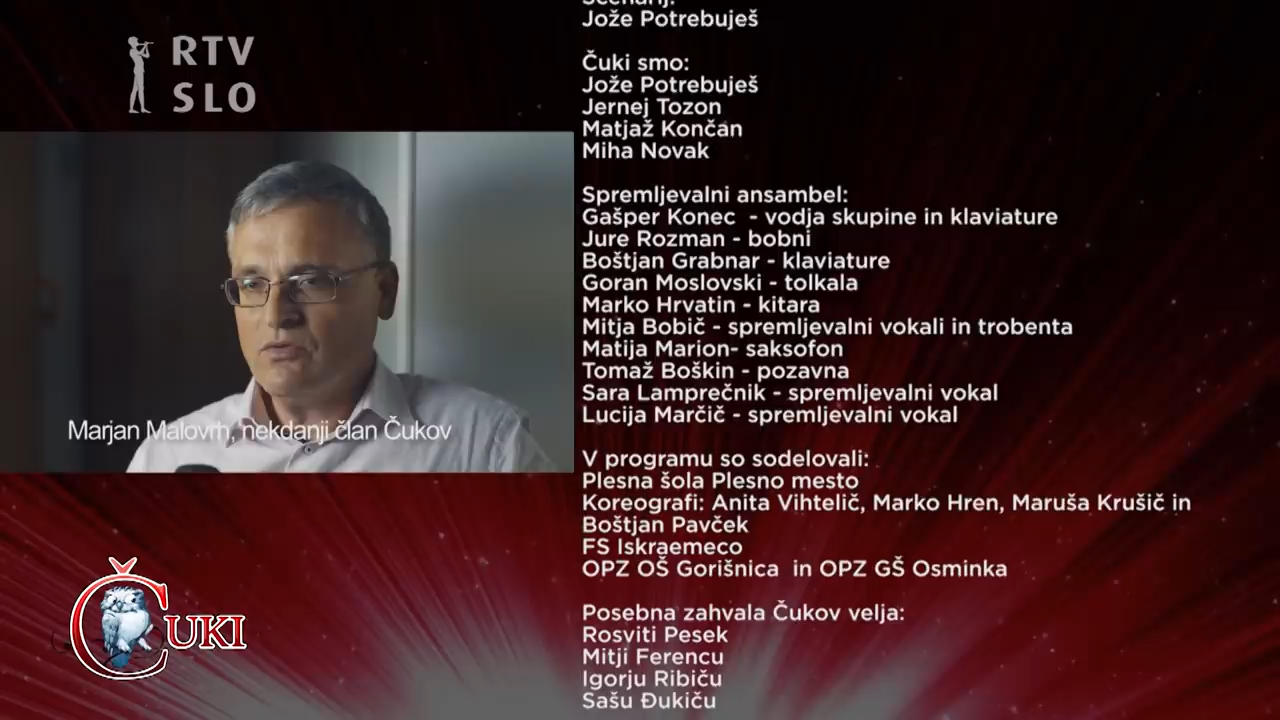 RTV
SLO
Marjan Malovrh, nekdanji član Čukov
ČUKI
Scenarij:
Jože Potrebuješ
Čuki smo:
Jože Potrebuješ
Jernej Tozon
Matjaž Končan
Miha Novak
Spremljevalni ansambel:
Gašper Konec - vodja skupine in klaviature
Jure Rozman - bobni
Boštjan Grabnar - klaviature
Goran Moslovski - tolkala
Marko Hrvatin - kitara
Mitja Bobič - spremljevalni vokali in trobenta
Matija Marion- saksofon
Tomaž Boškin - pozavna
Sara Lamprečnik - spremljevalni vokal
Lucija Marčič - spremljevalni vokal
V programu so sodelovali:
Plesna šola Plesno mesto
Koreografi: Anita Vihtelič, Marko Hren, Maruša Krušič in
Boštjan Pavček
FS Iskraemeco
OPZ OŠ Gorišnica in OPZ GŠ Osminka
Posebna zahvala Čukov velja:
Rosviti Pesek
Mitji Ferencu
Igorju Ribiču
Sašu Đukiču